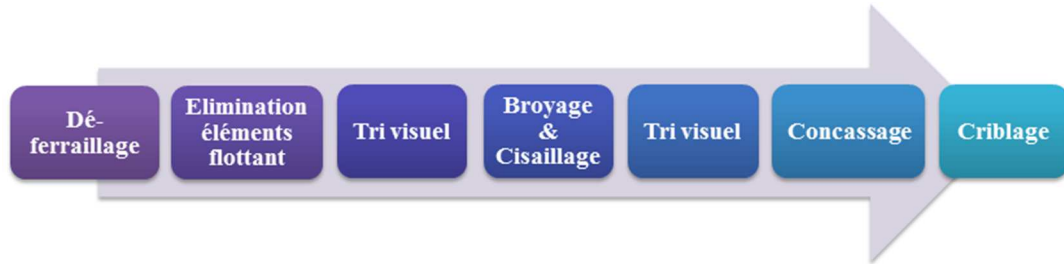 Dé-
ferraillage
Elimination
éléments
flottant
Tri visuel
Broyage
&
Cisaillage
Tri visuel
Concassage
Criblage